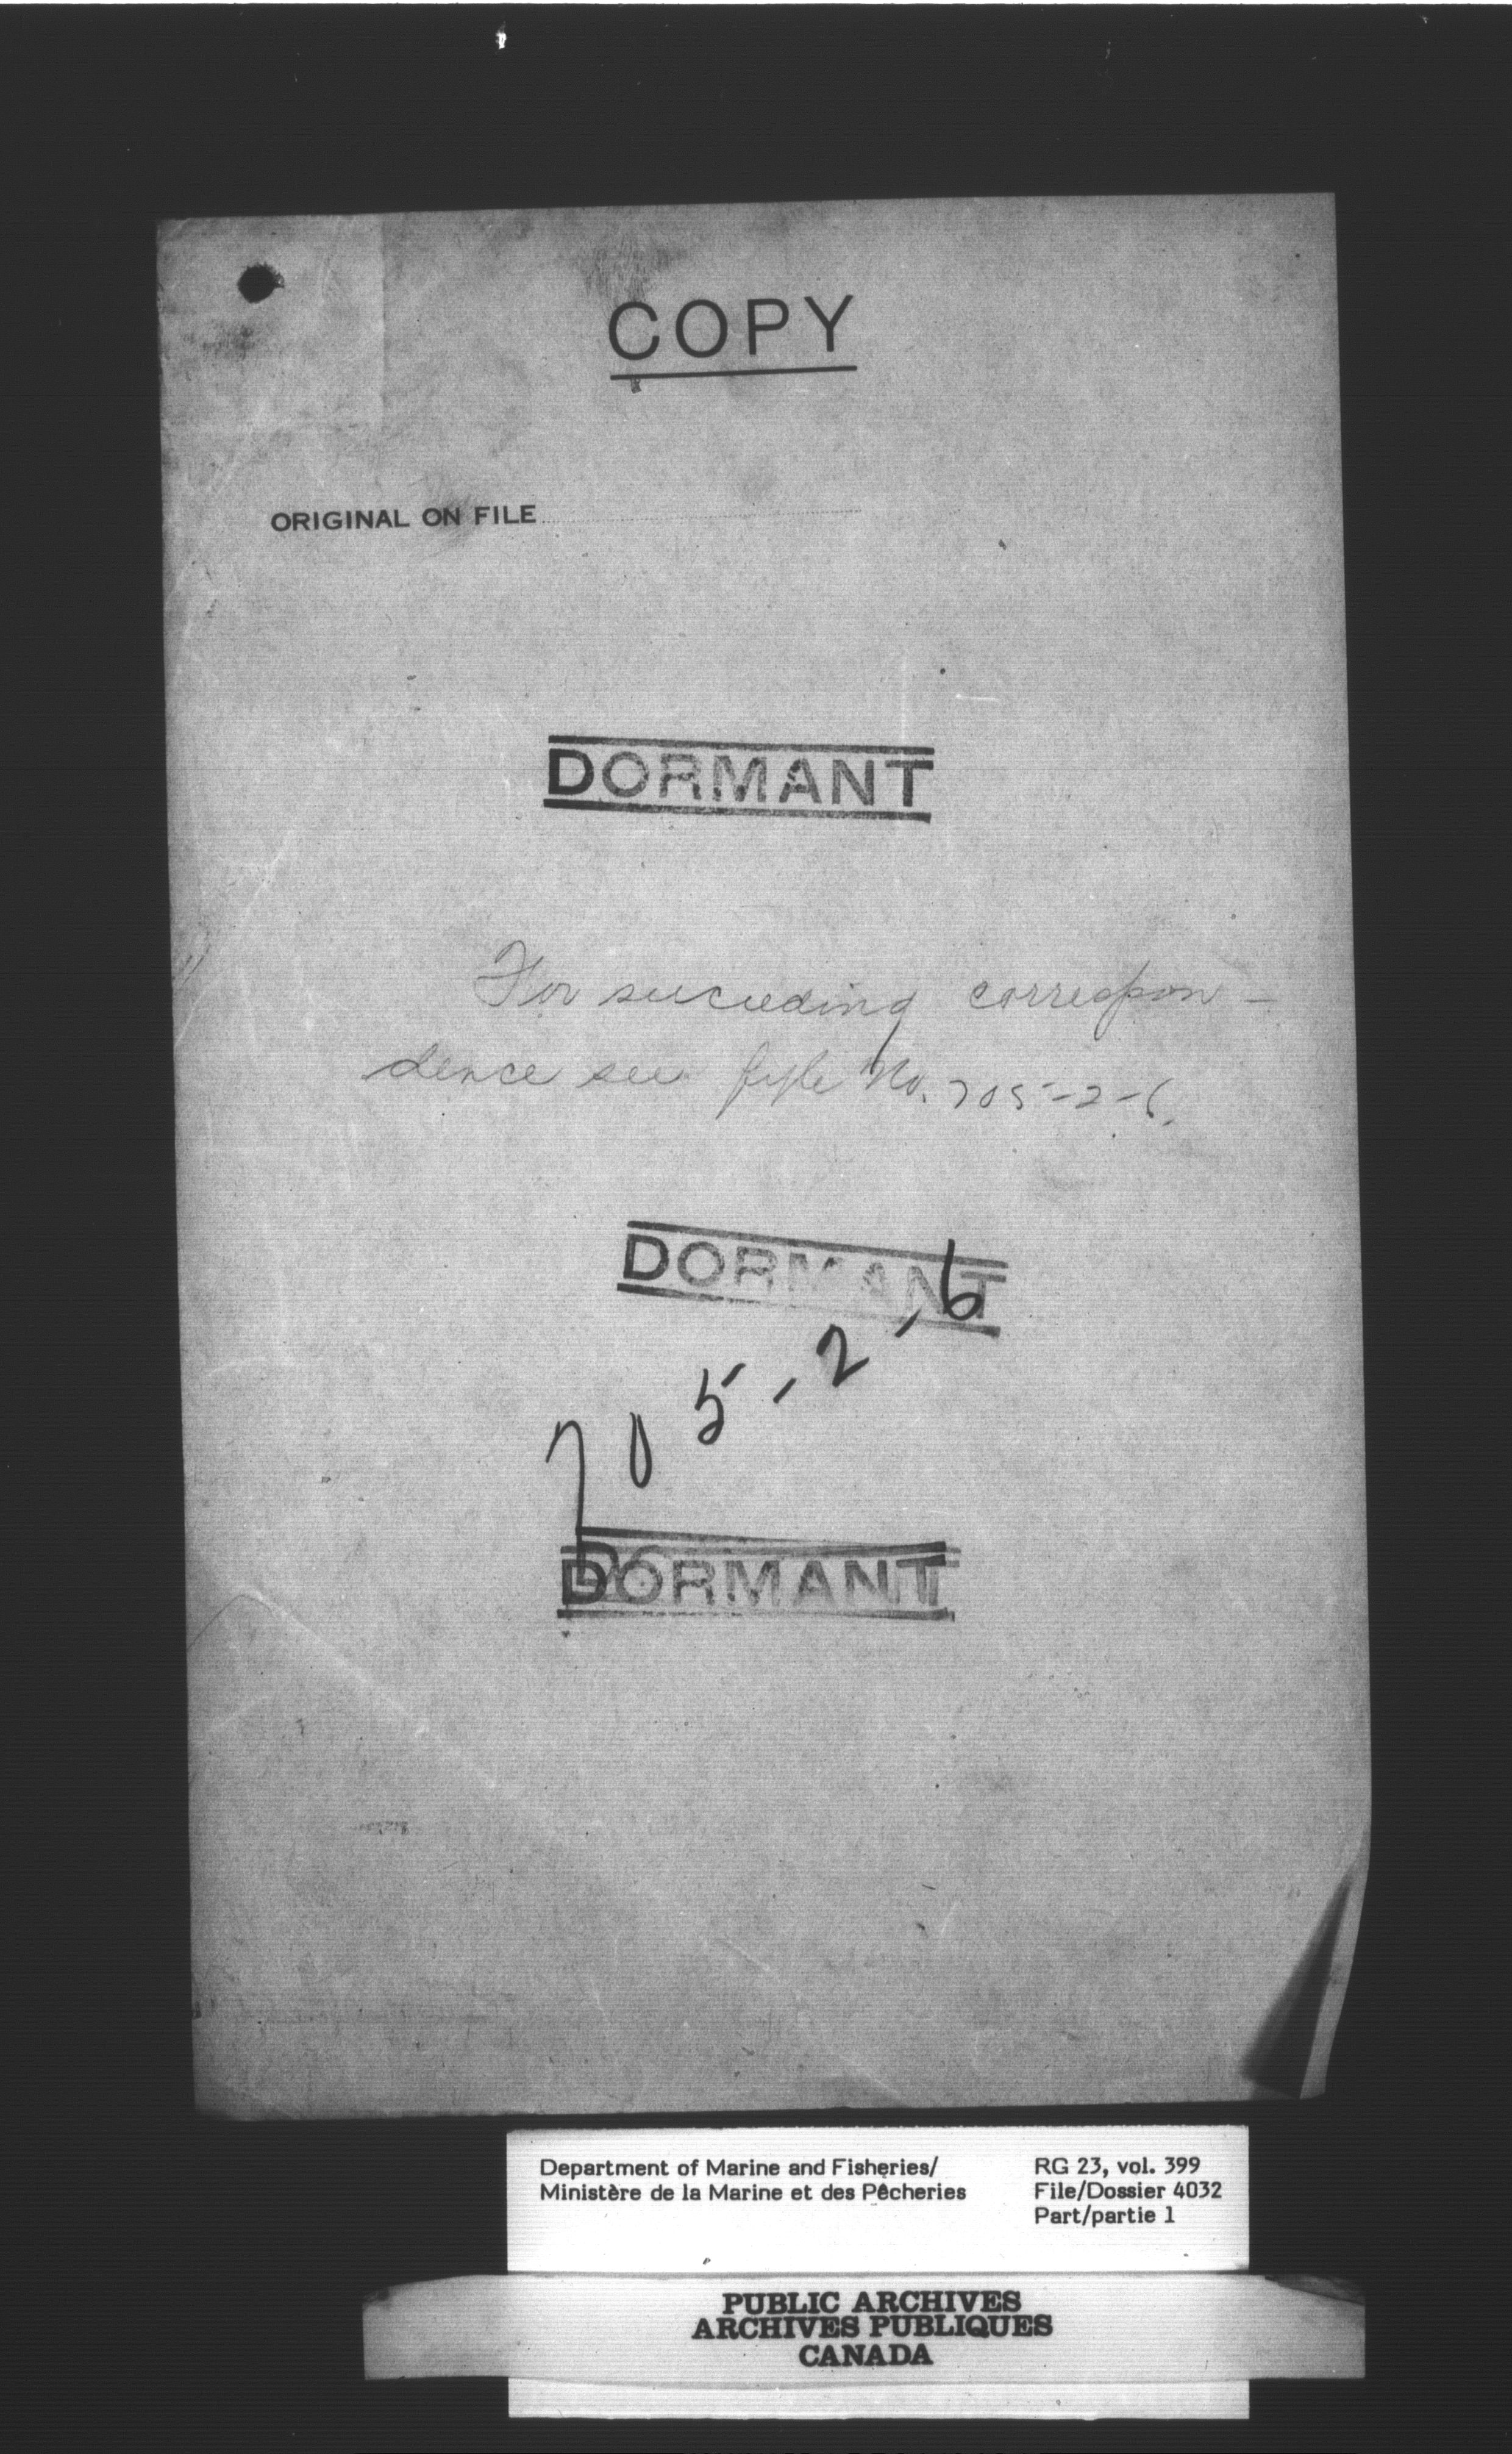 COPY
ORIGINAL ON FILE
DORMANT
For succeeding correspon-
dence see fyle No. 705-2-6.
DORMANT
705-2-6
DORMANT
Department of Marine and Fisheries/
Ministère de la Marine et des Pêcheries
RG 23, vol. 399
File/Dossier 4032
Part/partie 1
PUBLIC ARCHIVES
ARCHIVES PUBLIQUES
CANADA